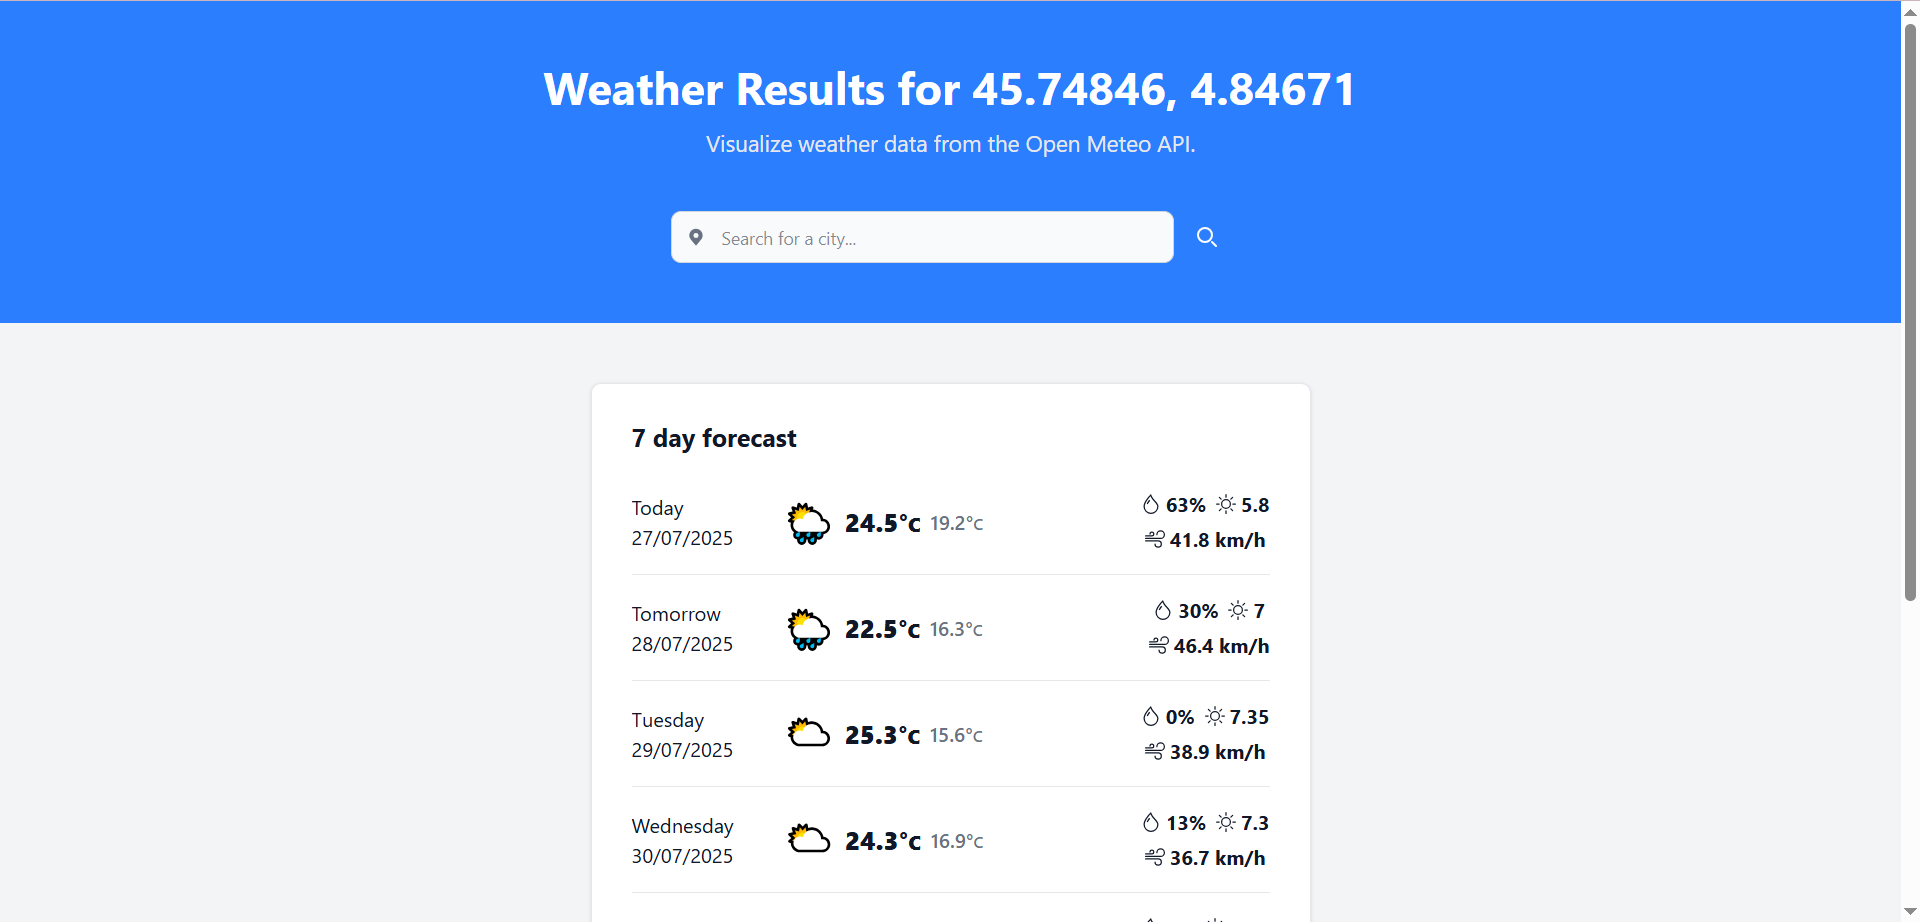 Weather Results for 45.74846, 4.84671
Visualize weather data from the Open Meteo API.
Search for a city...
7 day forecast
Today
27/07/2025
24.5°c 19.2°c
63% 5.8
41.8 km/h
Tomorrow
28/07/2025
22.5°c 16.3°c
30% 7
46.4 km/h
Tuesday
29/07/2025
25.3°c 15.6°c
0% 7.35
38.9 km/h
Wednesday
30/07/2025
24.3°c 16.9°c
13% 7.3
36.7 km/h